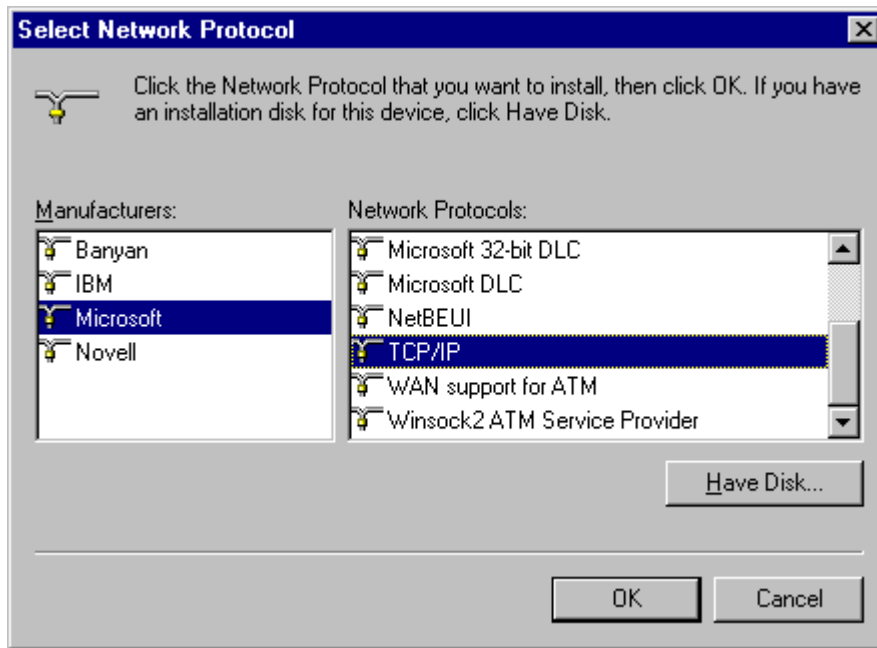 Select Network Protocol
Click the Network Protocol that you want to install, then click OK. If you have
an installation disk for this device, click Have Disk.
Manufacturers:
Banyan
IBM
Microsoft
Novell
Network Protocols:
Microsoft 32-bit DLC
Microsoft DLC
NetBEUI
TCP/IP
WAN support for ATM
Winsock2 ATM Service Provider
Have Disk...
OK
Cancel